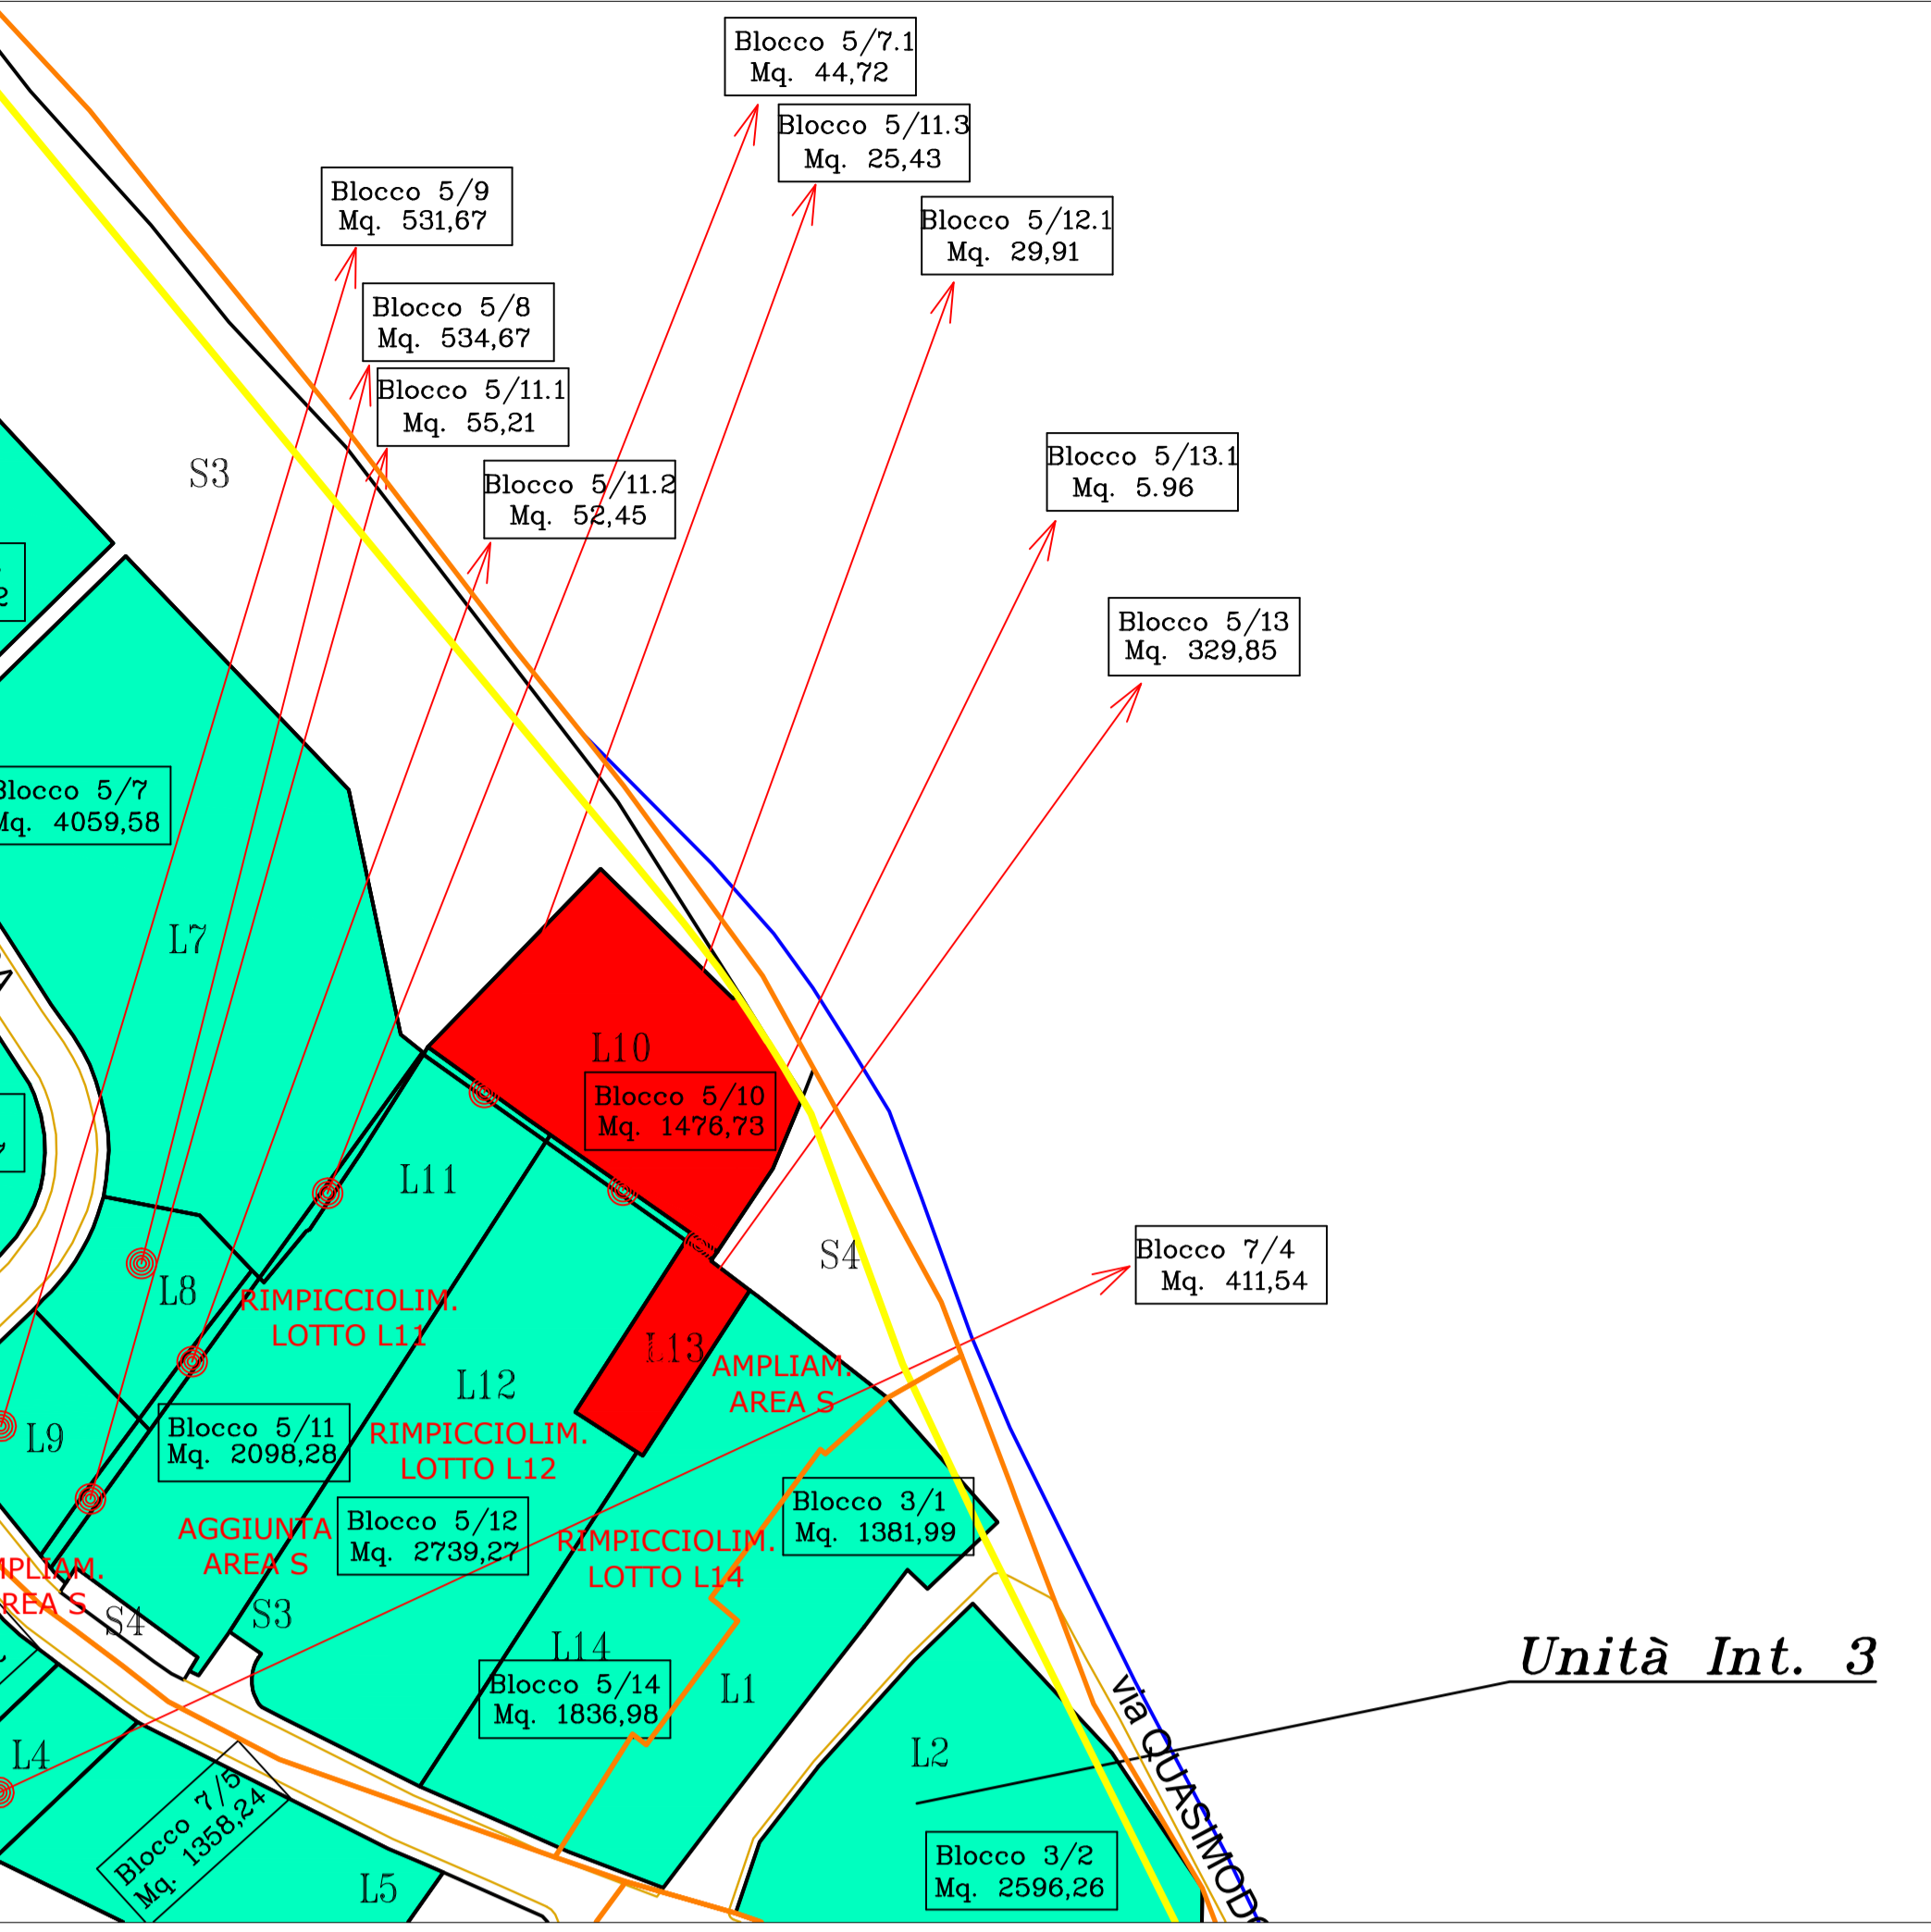 Blocco 5/7.1
Mq. 44,72
Blocco 5/11.3
Mq. 25,43
Blocco 5/9
Mq. 531,67
Blocco 5/12.1
Mq. 29,91
Blocco 5/8
Mq. 534,67
Blocco 5/11.1
Mq. 55,21
S3
Blocco 5/11.2
Mq. 52,45
Blocco 5/13.1
Mq. 5.96
Blocco 5/13
Mq. 329,85
Blocco 5/7
Mq. 4059,58
L7
L10
Blocco 5/10
Mq. 1476,73
L11
S4
Blocco 7/4
Mq. 411,54
L8
RIMPICCIOLIM.
LOTTO L11
L13
AMPLIAM.
AREA S
L12
RIMPICCIOLIM.
LOTTO L12
L9
Blocco 5/11
Mq. 2098,28
Blocco 3/1
Mq. 1381,99
AGGIUNTA
AREA S
Blocco 5/12
Mq. 2739,27
RIMPICCIOLIM.
LOTTO L14
MPLIAM.
REA S
S4
S3
L14
Blocco 5/14
Mq. 1836,98
L1
Unità Int. 3
via QUASIMODO
L2
L4
Blocco 7/5
Mq. 1358,24
L5
Blocco 3/2
Mq. 2596,26